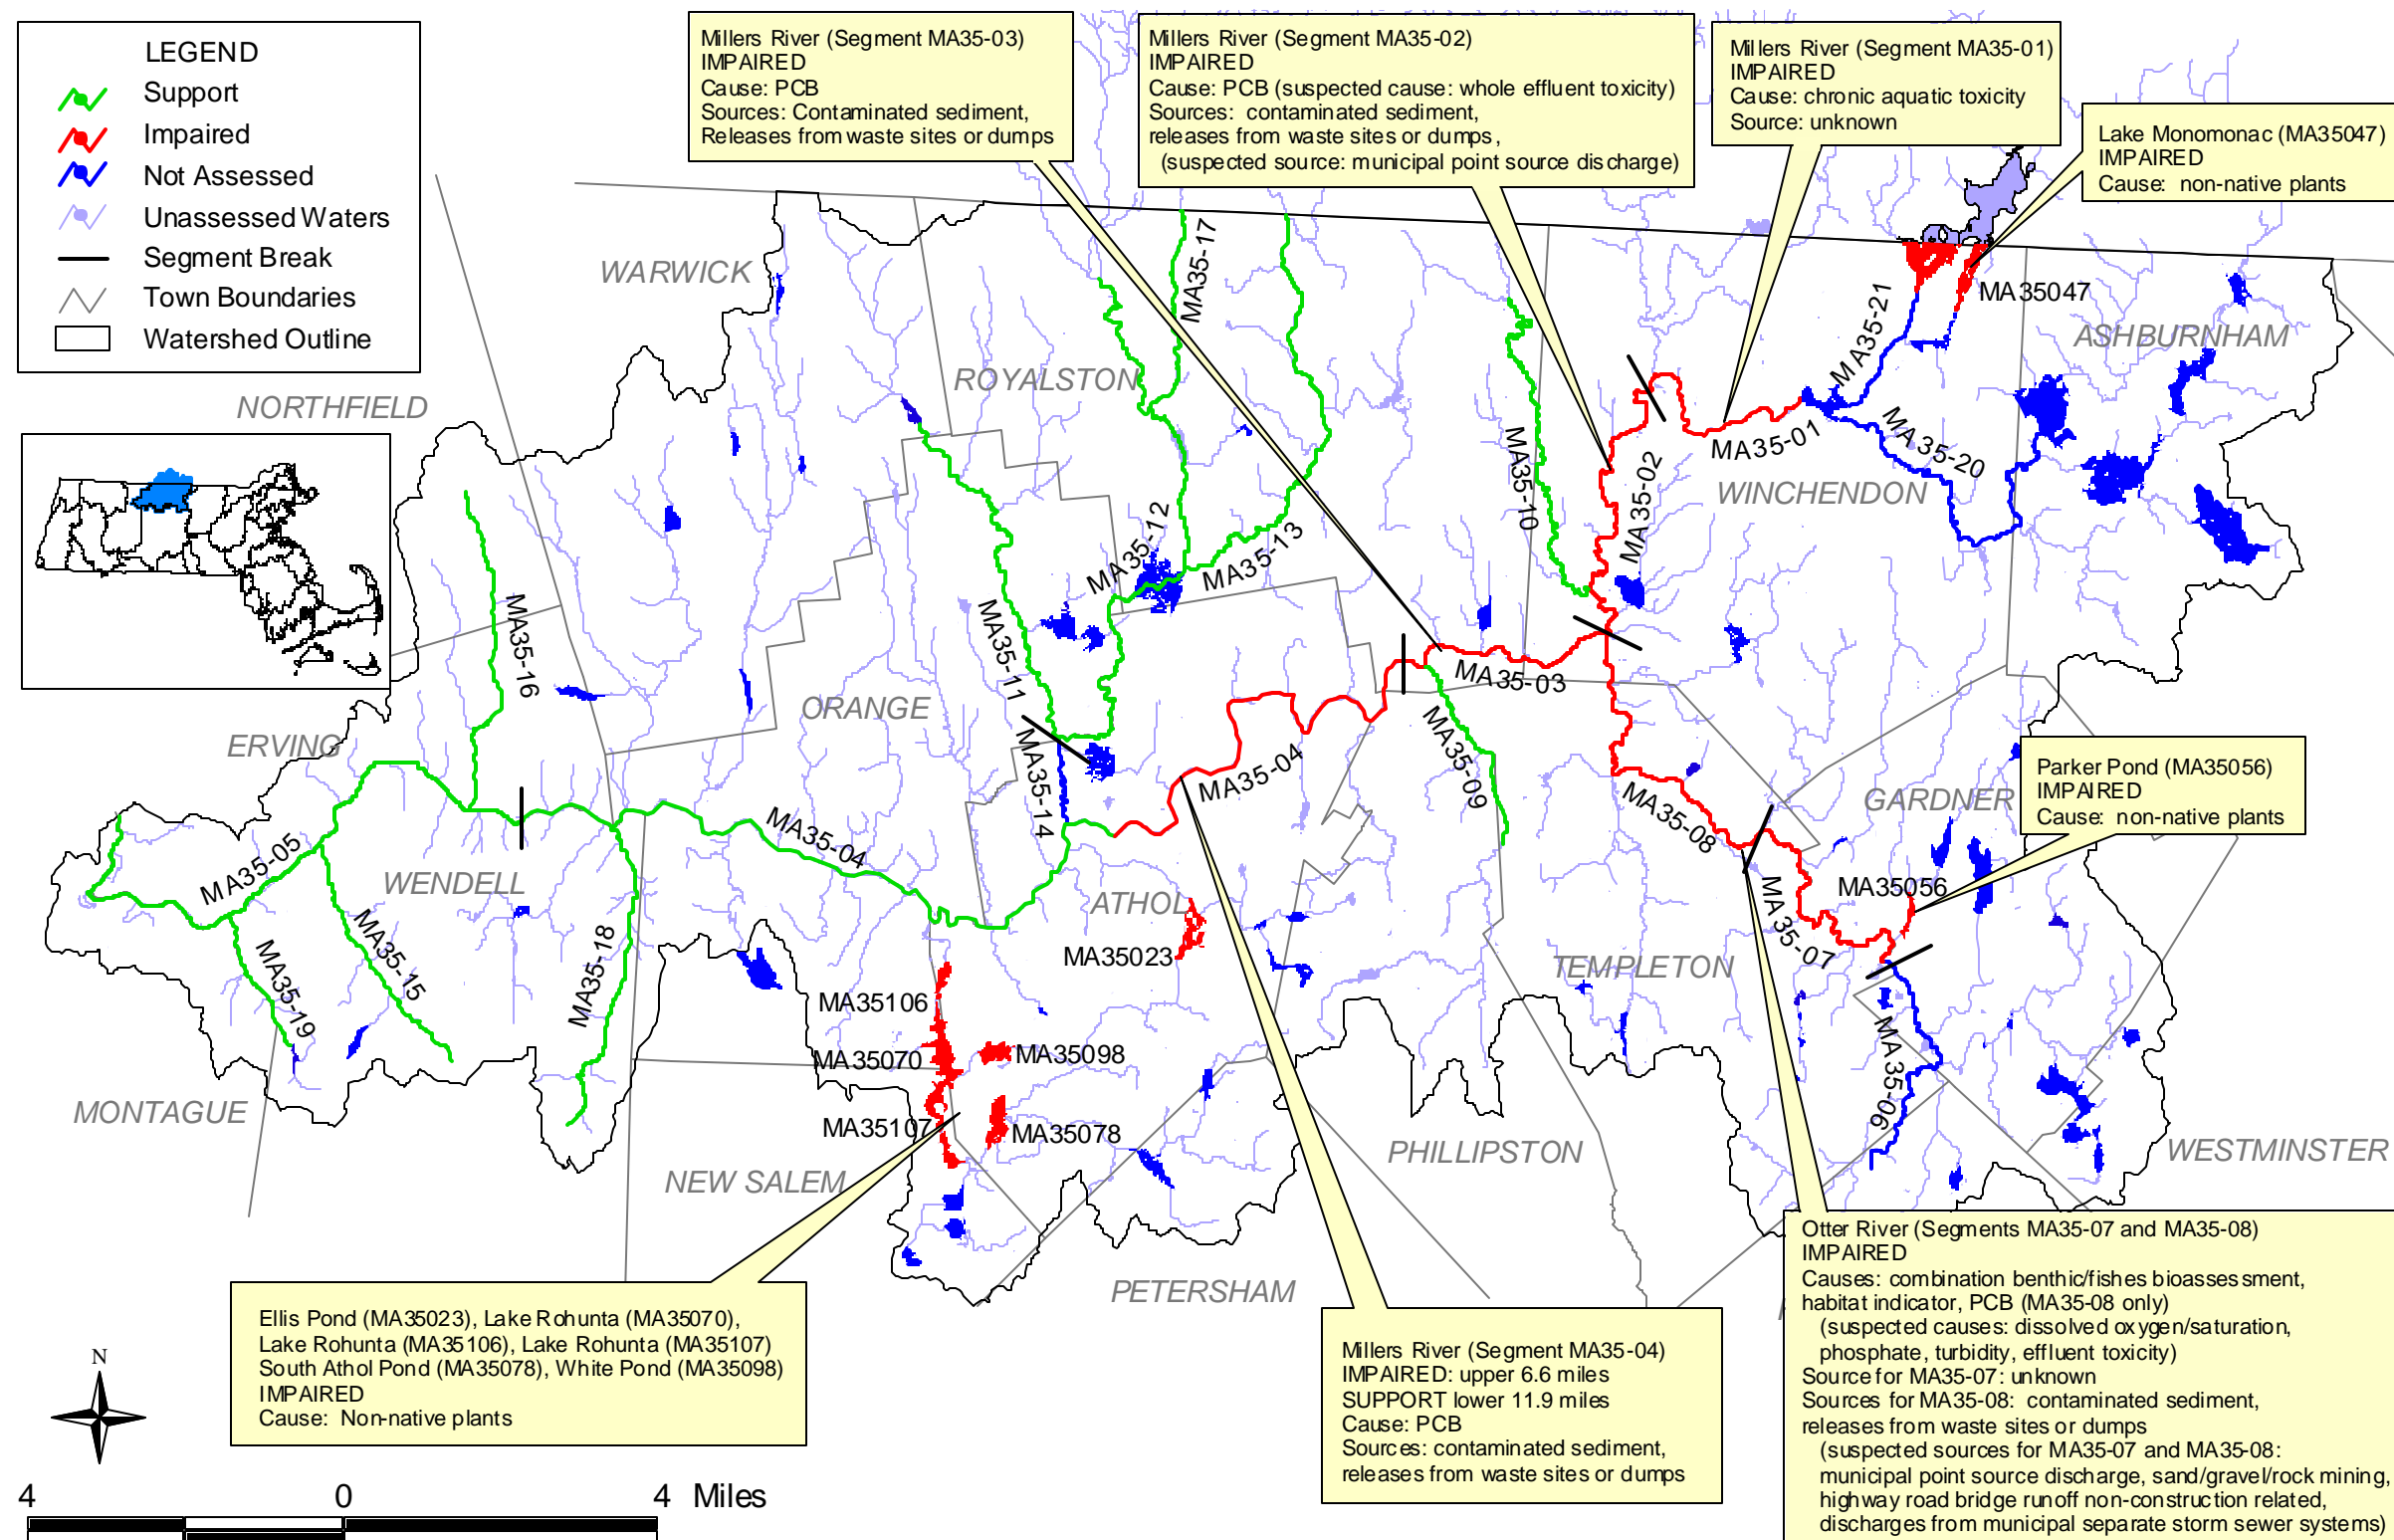 LEGEND
Support
Impaired
Not Assessed
Unassessed Waters
Segment Break
Town Boundaries
Watershed Outline
Millers River (Segment MA35-03)
IMPAIRED
Cause: PCB
Sources: Contaminated sediment,
Releases from waste sites or dumps
Millers River (Segment MA35-02)
IMPAIRED
Cause: PCB (suspected cause: whole effluent toxicity)
Sources: contaminated sediment,
releases from waste sites or dumps,
(suspected source: municipal point source discharge)
Millers River (Segment MA35-01)
IMPAIRED
Cause: chronic aquatic toxicity
Source: unknown
Lake Monomonac (MA35047)
IMPAIRED
Cause: non-native plants
WARWICK
MA35-17
MA35047
MA35-21
ASHBURNHAM
ROYALSTON
NORTHFIELD
MA35-01
MA35-20
MA35-10
MA35-02
WINCHENDON
MA35-12
MA35-13
MA35-16
MA35-11
MA35-03
ORANGE
ERVING
MA35-14
MA35-04
MA35-09
Parker Pond (MA35056)
IMPAIRED
Cause: non-native plants
GARDNER
MA35-08
MA35-04
MA35-05
WENDELL
MA35056
ATHOL
MA35-07
MA35-15
MA35-18
MA35-19
MA35023
TEMPLETON
MA35106
MA35070
MA35098
MA35-06
MONTAGUE
MA35107
MA35078
PHILLIPSTON
WESTMINSTER
NEW SALEM
PETERSHAM
Ellis Pond (MA35023), Lake Rohunta (MA35070),
Lake Rohunta (MA35106), Lake Rohunta (MA35107)
South Athol Pond (MA35078), White Pond (MA35098)
IMPAIRED
Cause: Non-native plants
Millers River (Segment MA35-04)
IMPAIRED: upper 6.6 miles
SUPPORT lower 11.9 miles
Cause: PCB
Sources: contaminated sediment,
releases from waste sites or dumps
Otter River (Segments MA35-07 and MA35-08)
IMPAIRED
Causes: combination benthic/fishes bioassessment,
habitat indicator, PCB (MA35-08 only)
(suspected causes: dissolved oxygen/saturation,
phosphate, turbidity, effluent toxicity)
Source for MA35-07: unknown
Sources for MA35-08: contaminated sediment,
releases from waste sites or dumps
(suspected sources for MA35-07 and MA35-08:
municipal point source discharge, sand/gravel/rock mining,
highway road bridge runoff non-construction related,
discharges from municipal separate storm sewer systems)
N
4 0 4 Miles